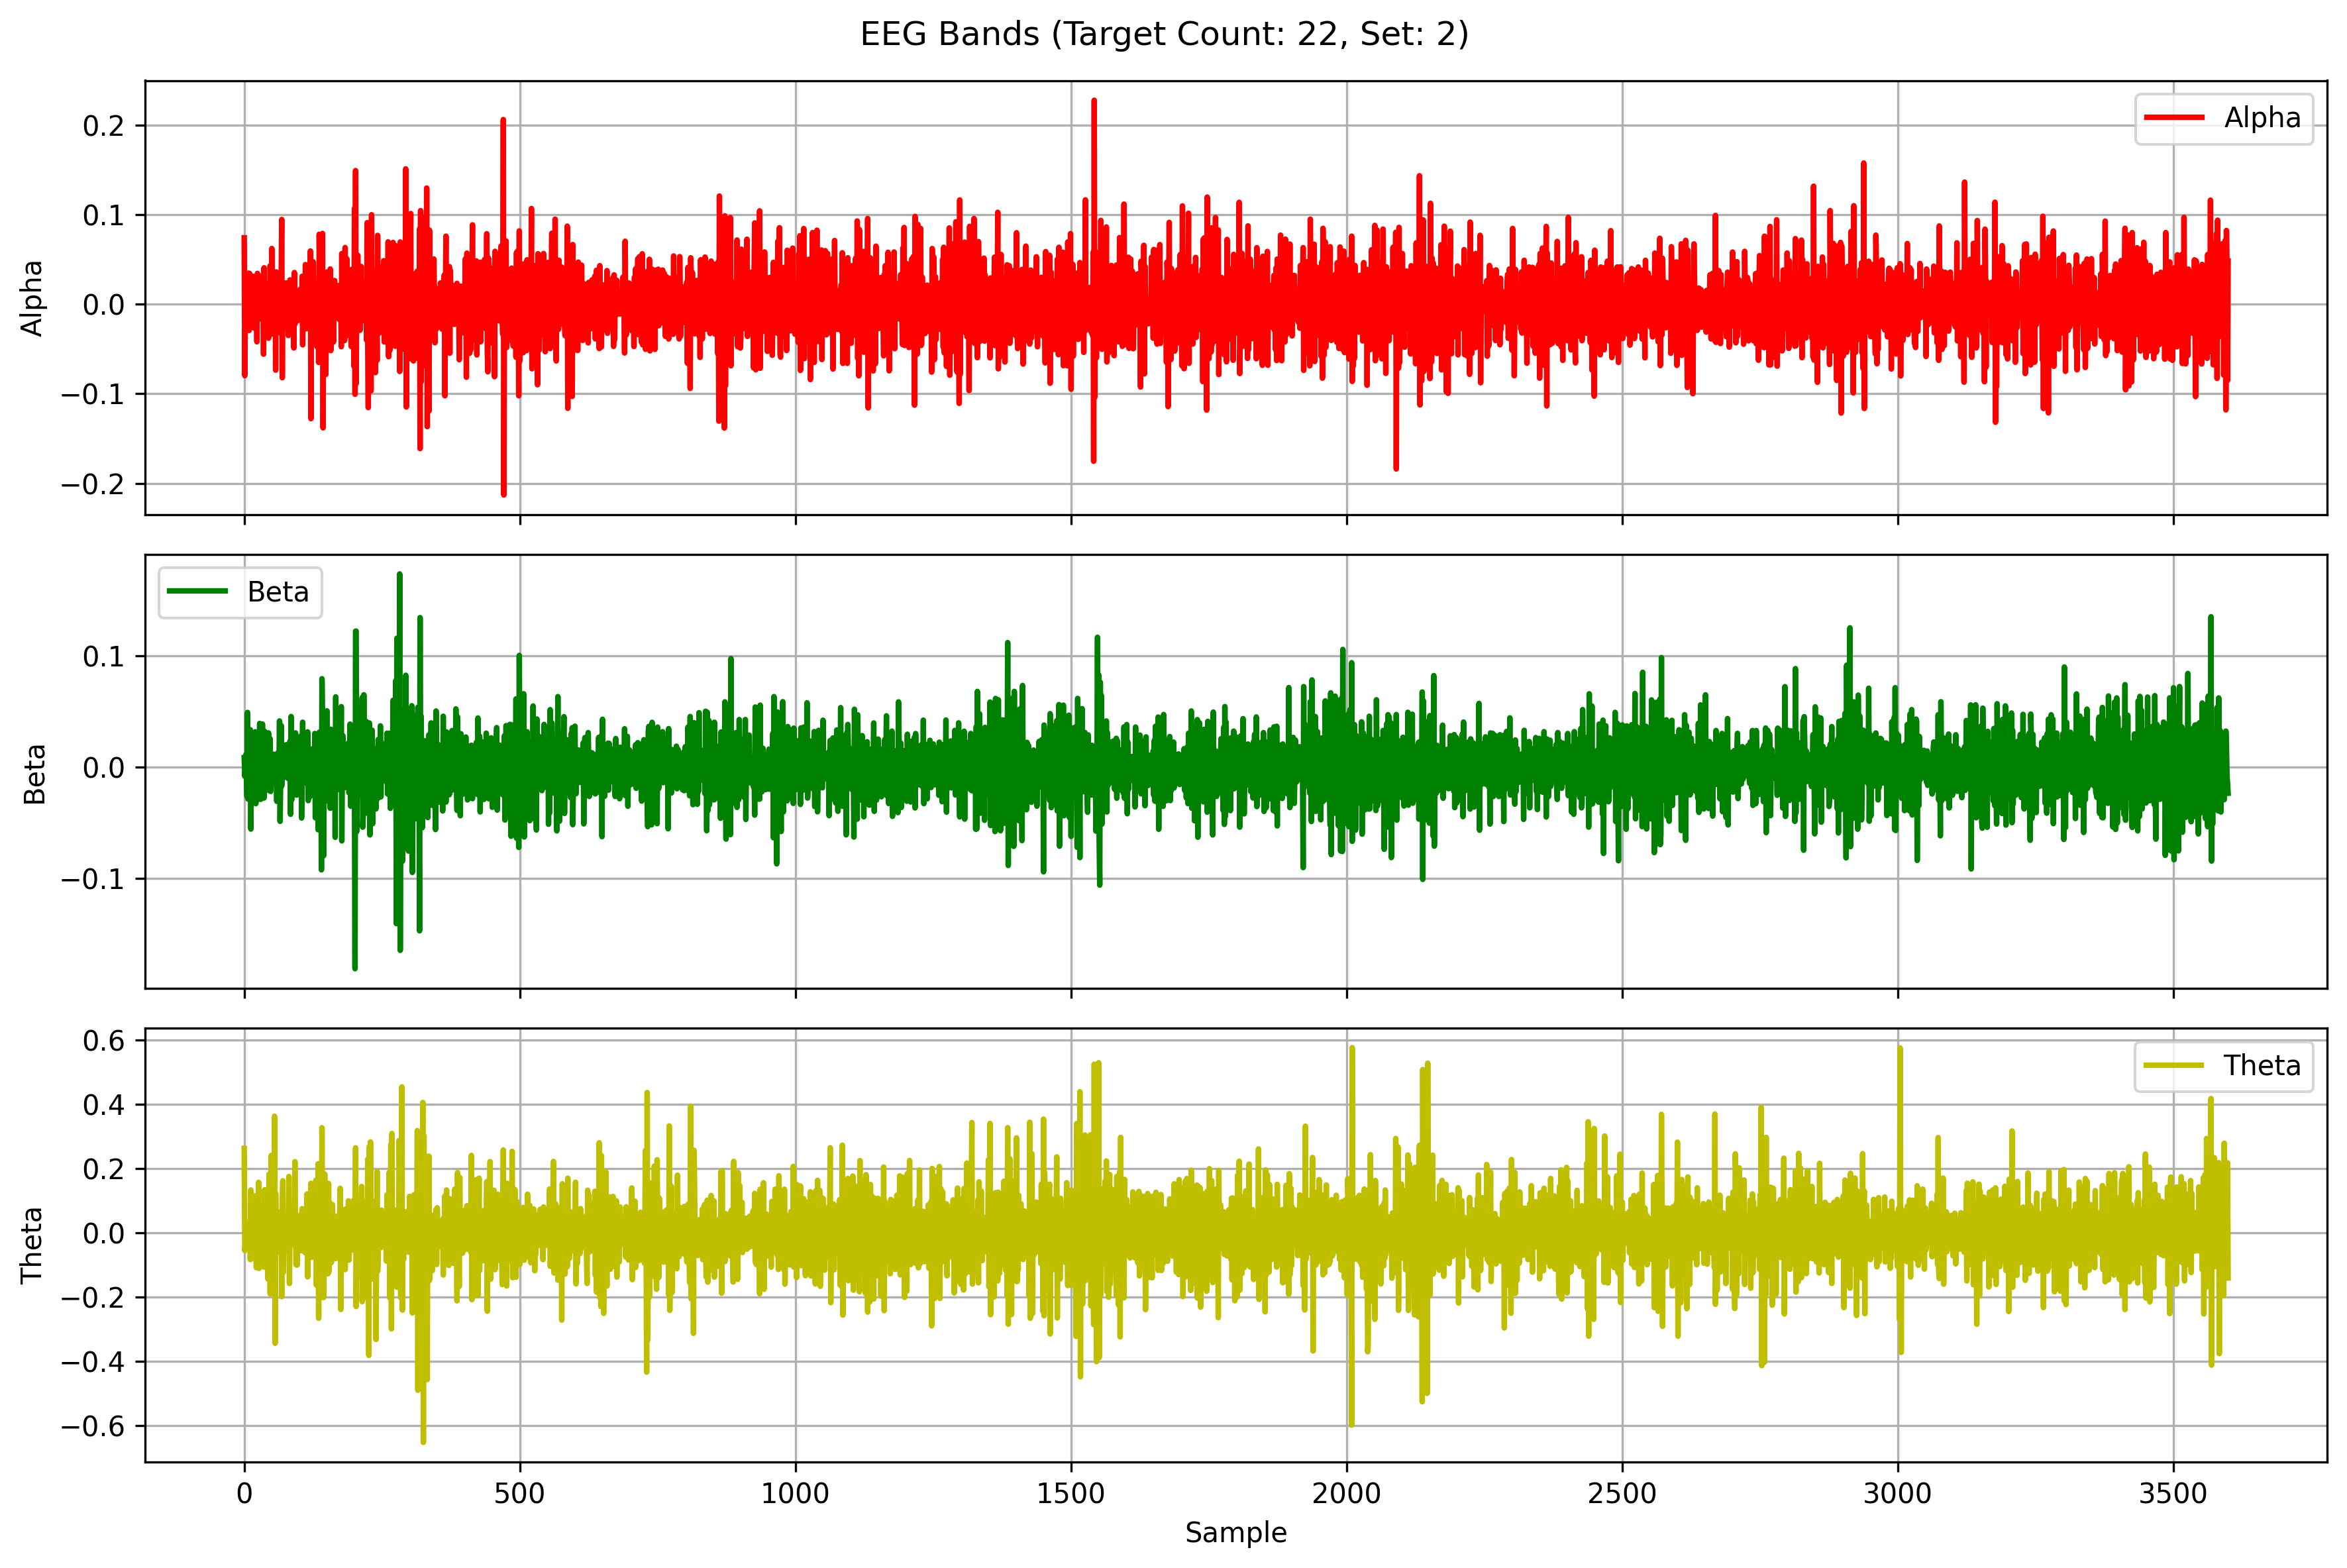 EEG Bands (Target Count: 22, Set: 2)
Alpha
0.2
0.1
0.0
−0.1
−0.2
Alpha
Beta
0.1
0.0
−0.1
Beta
Theta
0.6
0.4
0.2
0.0
−0.2
−0.4
−0.6
Theta
0 500 1000 1500 2000 2500 3000 3500
Sample